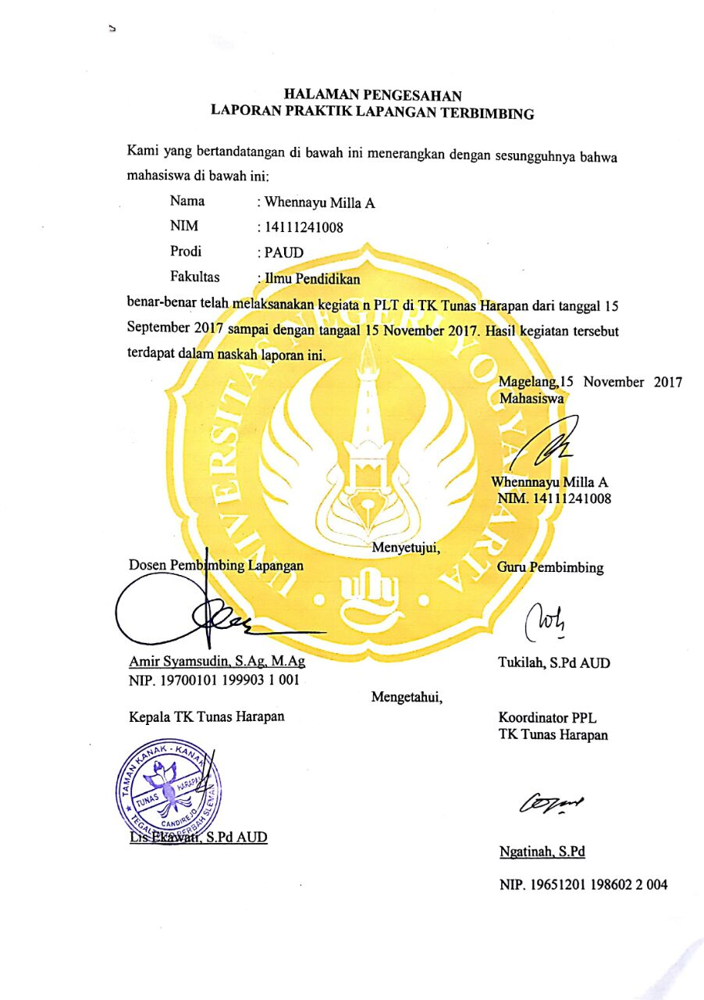 HALAMAN PENGESAHAN
LAPORAN PRAKTIK LAPANGAN TERBIMBING
Kami yang bertandatangan di bawah ini menerangkan dengan sesungguhnya bahwa
mahasiswa di bawah ini:
Nama : Whennayu Milla A
NIM : 14111241008
Prodi : PAUD
Fakultas : Ilmu Pendidikan
benar-benar telah melaksanakan kegiata n PLT di TK Tunas Harapan dari tanggal 15
September 2017 sampai dengan tangaal 15 November 2017. Hasil kegiatan tersebut
terdapat dalam naskah laporan ini.
UNIVERSITAS NEGERI YOGYAKARTA
uny
Magelang,15 November 2017
Mahasiswa
Whennnayu Milla A
NIM. 14111241008
Menyetujui,
Dosen Pembimbing Lapangan
Guru Pembimbing
Amir Syamsudin, S.Ag, M.Ag
NIP. 19700101 199903 1 001
Tukilah, S.Pd AUD
Mengetahui,
Kepala TK Tunas Harapan
Koordinator PPL
TK Tunas Harapan
TAMAN KANAK - KANAK
TUNAS HARAPAN
CANDIREJO
BERBAH SLEMAN
Lis Ekawati, S.Pd AUD
Ngatinah, S.Pd
NIP. 19651201 198602 2 004